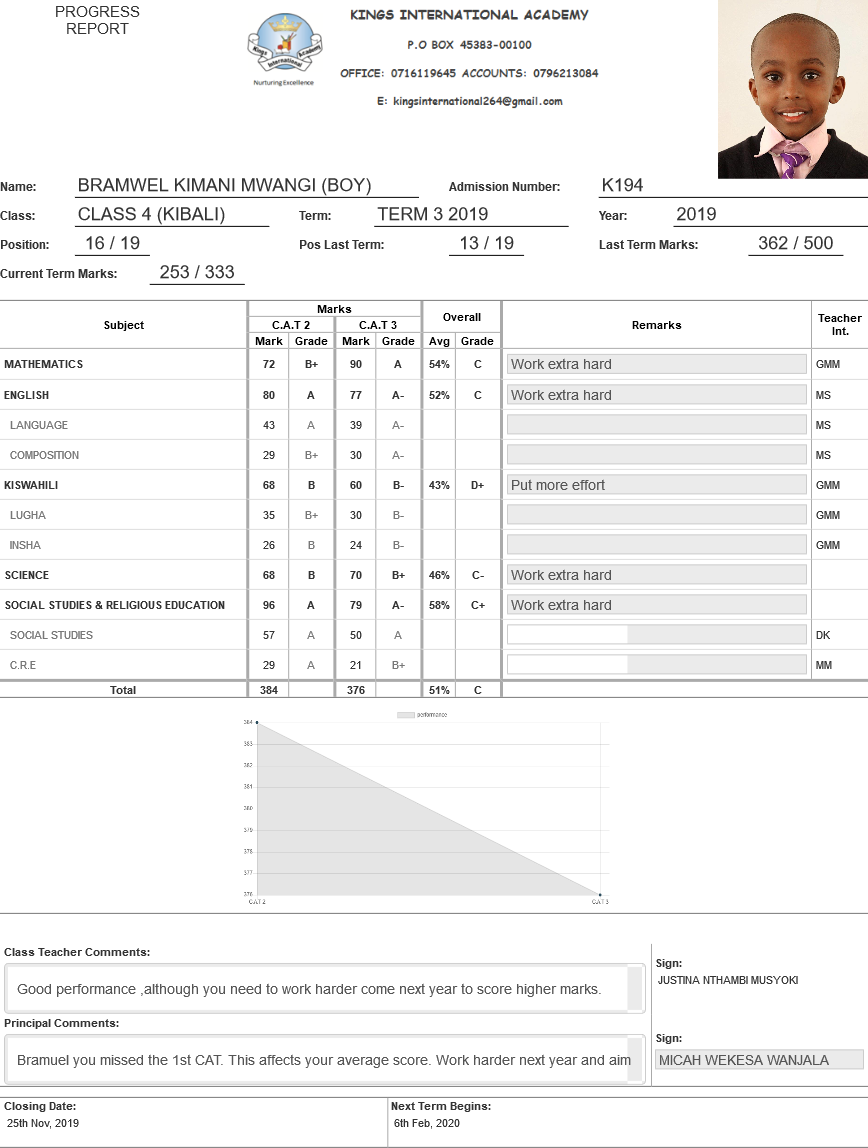 PROGRESS
REPORT
KINGS INTERNATIONAL ACADEMY
P.O BOX 45383-00100
OFFICE: 0716119645 ACCOUNTS: 0796213084
E: kingsinternational264@gmail.com
Kings Academy
International
Nurturing Excellence
Name: BRAMWEL KIMANI MWANGI (BOY) Admission Number: K194
Class: CLASS 4 (KIBALI) Term: TERM 3 2019 Year: 2019
Position: 16 / 19 Pos Last Term: 13 / 19 Last Term Marks: 362 / 500
Current Term Marks: 253 / 333
Subject Marks Overall Remarks Teacher Int.
C.A.T 2 C.A.T 3
Mark Grade Mark Grade Avg Grade
MATHEMATICS 72 B+ 90 A 54% C Work extra hard GMM
ENGLISH 80 A 77 A- 52% C Work extra hard MS
LANGUAGE 43 A 39 A- MS
COMPOSITION 29 B+ 30 A- MS
KISWAHILI 68 B 60 B- 43% D+ Put more effort GMM
LUGHA 35 B+ 30 B- GMM
INSHA 26 B 24 B- GMM
SCIENCE 68 B 70 B+ 46% C- Work extra hard
SOCIAL STUDIES & RELIGIOUS EDUCATION 96 A 79 A- 58% C+ Work extra hard
SOCIAL STUDIES 57 A 50 A DK
C.R.E 29 A 21 B+ MM
Total 384 376 51% C
performance
384
383
382
381
380
379
378
377
376
C.A.T 2 C.A.T 3
Class Teacher Comments:
Good performance ,although you need to work harder come next year to score higher marks.
Sign:
JUSTINA NTHAMBI MUSYOKI
Principal Comments:
Bramuel you missed the 1st CAT. This affects your average score. Work harder next year and aim
Sign:
MICAH WEKESA WANJALA
Closing Date: Next Term Begins:
25th Nov, 2019 6th Feb, 2020